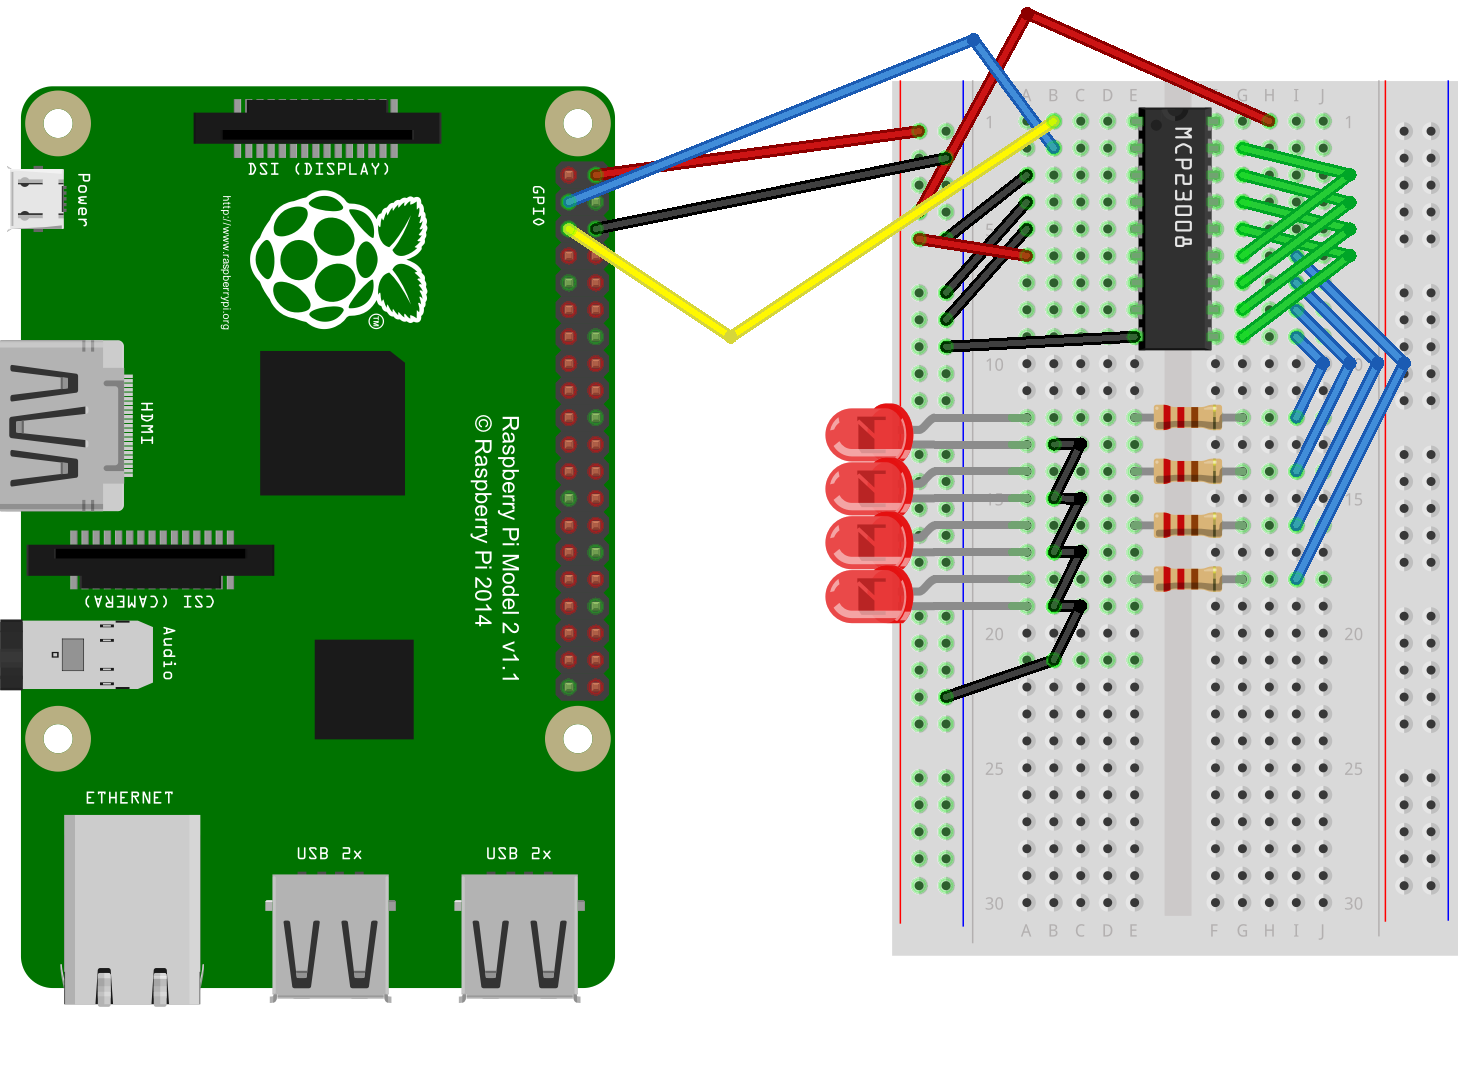 DSI (DISPLAY)
Power
http://www.raspberrypi.org
GPIO
TM
HDMI
Raspberry Pi Model 2 v1.1
© Raspberry Pi 2014
CSI (CAMERA)
Audio
ETHERNET
USB 2x
USB 2x
A B C D E G H I J
1 1
MCP23008
5
10 10
15 15
20 20
25 25
30 30
A B C D E F G H I J